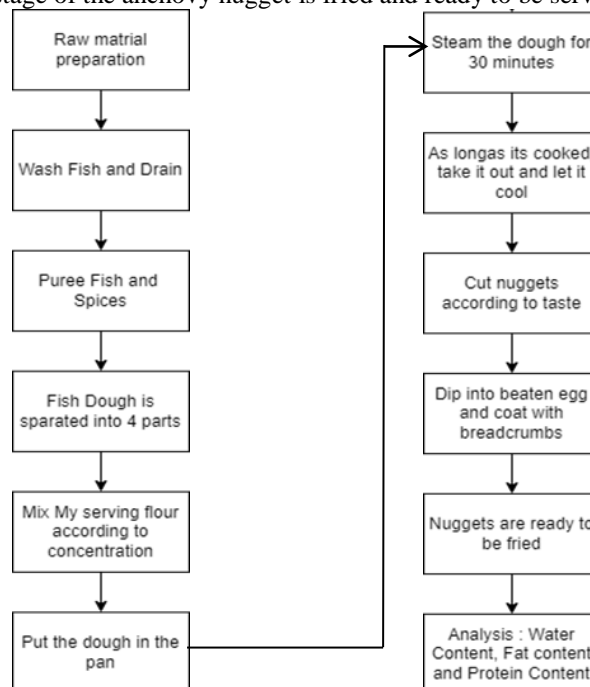 stage of the anchovy nugget is fried and ready to be serv
Raw matrial
preparation
Wash Fish and Drain
Puree Fish and
Spices
Fish Dough is
sparated into 4 parts
Mix My serving flour
according to
concentration
Put the dough in the
pan
Steam the dough for
30 minutes
As longas its cooked,
take it out and let it
cool
Cut nuggets
according to taste
Dip into beaten egg
and coat with
breadcrumbs
Nuggets are ready to
be fried
Analysis : Water
Content, Fat content
and Protein Content